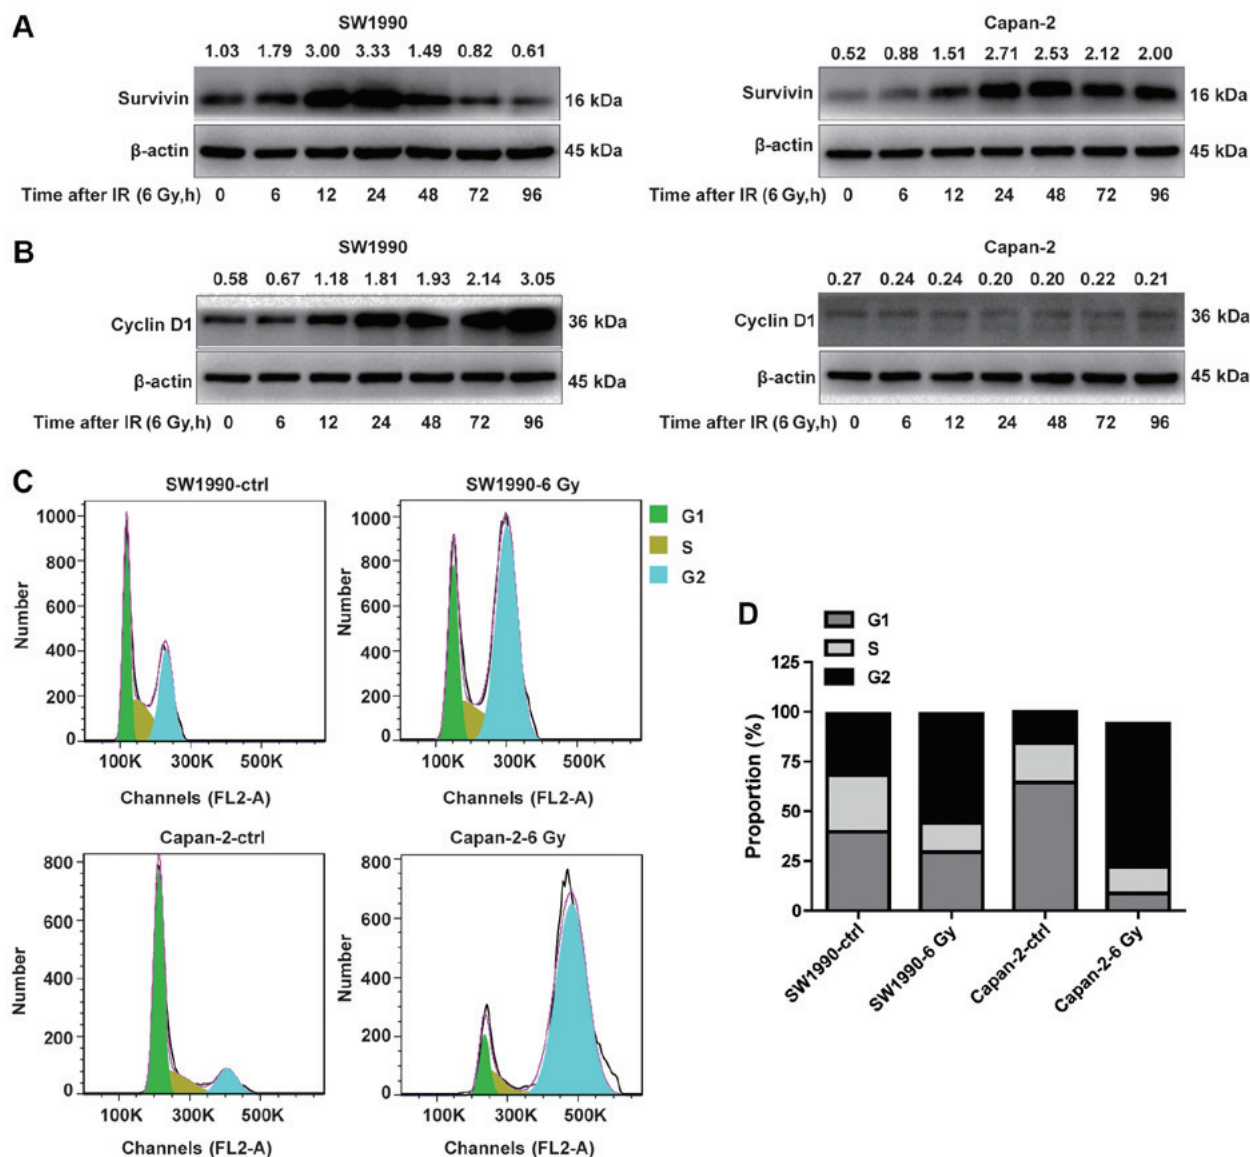 A
SW1990
1.03 1.79 3.00 3.33 1.49 0.82 0.61
Survivin 16 kDa
β-actin 45 kDa
Time after IR (6 Gy,h) 0 6 12 24 48 72 96
Capan-2
0.52 0.88 1.51 2.71 2.53 2.12 2.00
Survivin 16 kDa
β-actin 45 kDa
Time after IR (6 Gy,h) 0 6 12 24 48 72 96
B
SW1990
0.58 0.67 1.18 1.81 1.93 2.14 3.05
Cyclin D1 36 kDa
β-actin 45 kDa
Time after IR (6 Gy,h) 0 6 12 24 48 72 96
Capan-2
0.27 0.24 0.24 0.20 0.20 0.22 0.21
Cyclin D1 36 kDa
β-actin 45 kDa
Time after IR (6 Gy,h) 0 6 12 24 48 72 96
C
SW1990-ctrl
Number
1000
800
600
400
200
0
100K 300K 500K
Channels (FL2-A)
SW1990-6 Gy
Number
1000
800
600
400
200
0
100K 300K 500K
Channels (FL2-A)
G1
S
G2
Capan-2-ctrl
Number
800
600
400
200
0
100K 300K 500K
Channels (FL2-A)
Capan-2-6 Gy
Number
800
600
400
200
0
100K 300K 500K
Channels (FL2-A)
D
G1
S
G2
Proportion (%)
125
100
75
50
25
0
SW1990-ctrl
SW1990-6 Gy
Capan-2-ctrl
Capan-2-6 Gy